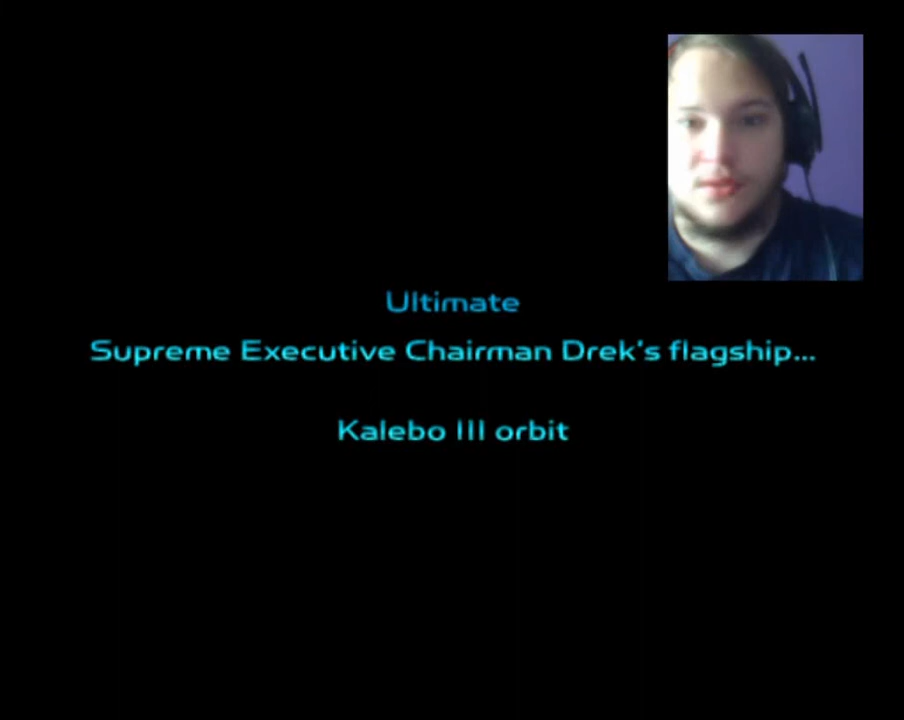 Ultimate
Supreme Executive Chairman Drek's flagship...
Kalebo III orbit